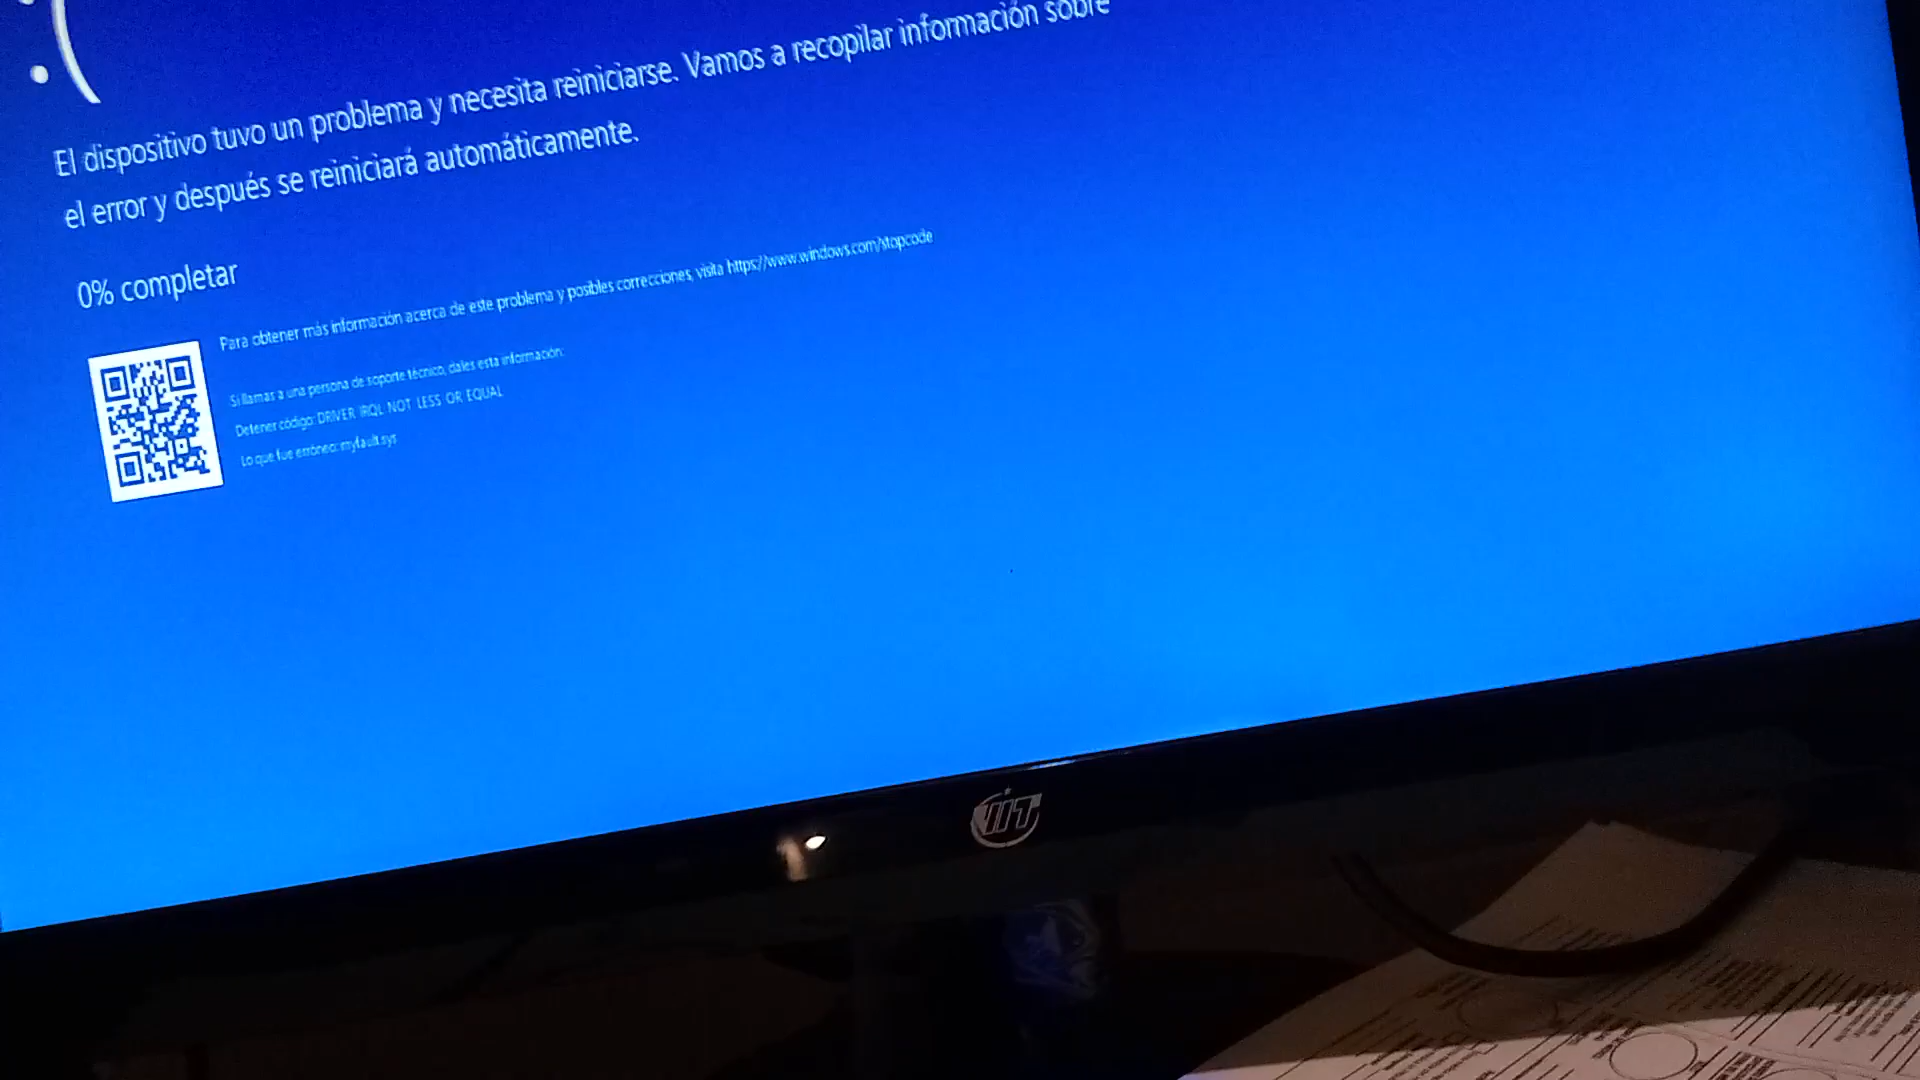 :(
El dispositivo tuvo un problema y necesita reiniciarse. Vamos a recopilar información sobre
el error y después se reiniciará automáticamente.
0% completar
Para obtener más información acerca de este problema y posibles correcciones, visita https://www.windows.com/stopcode
Si llamas a una persona de soporte técnico, dales esta información:
Detener código: DRIVER IRQL NOT LESS OR EQUAL
Lo que fue erróneo: myfault.sys